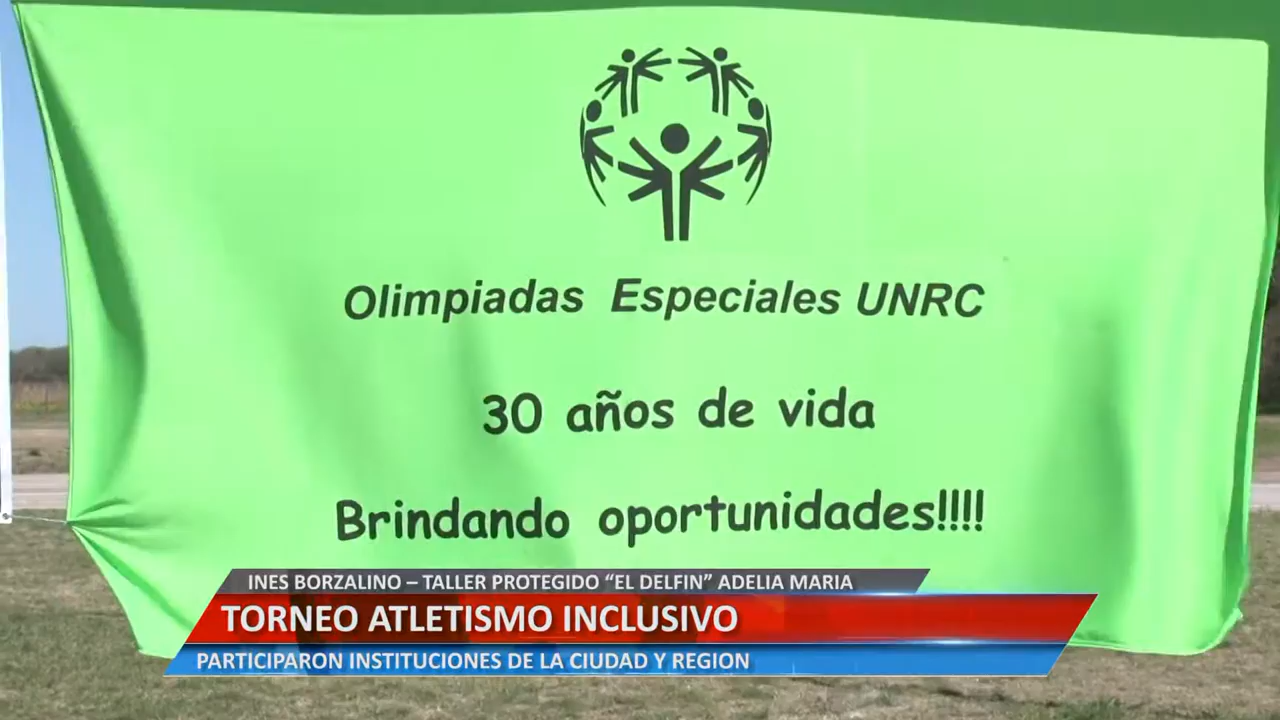 Olimpiadas Especiales UNRC
30 años de vida
Brindando oportunidades!!!!
INES BORZALINO – TALLER PROTEGIDO “EL DELFIN” ADELIA MARIA
TORNEO ATLETISMO INCLUSIVO
PARTICIPARON INSTITUCIONES DE LA CIUDAD Y REGION